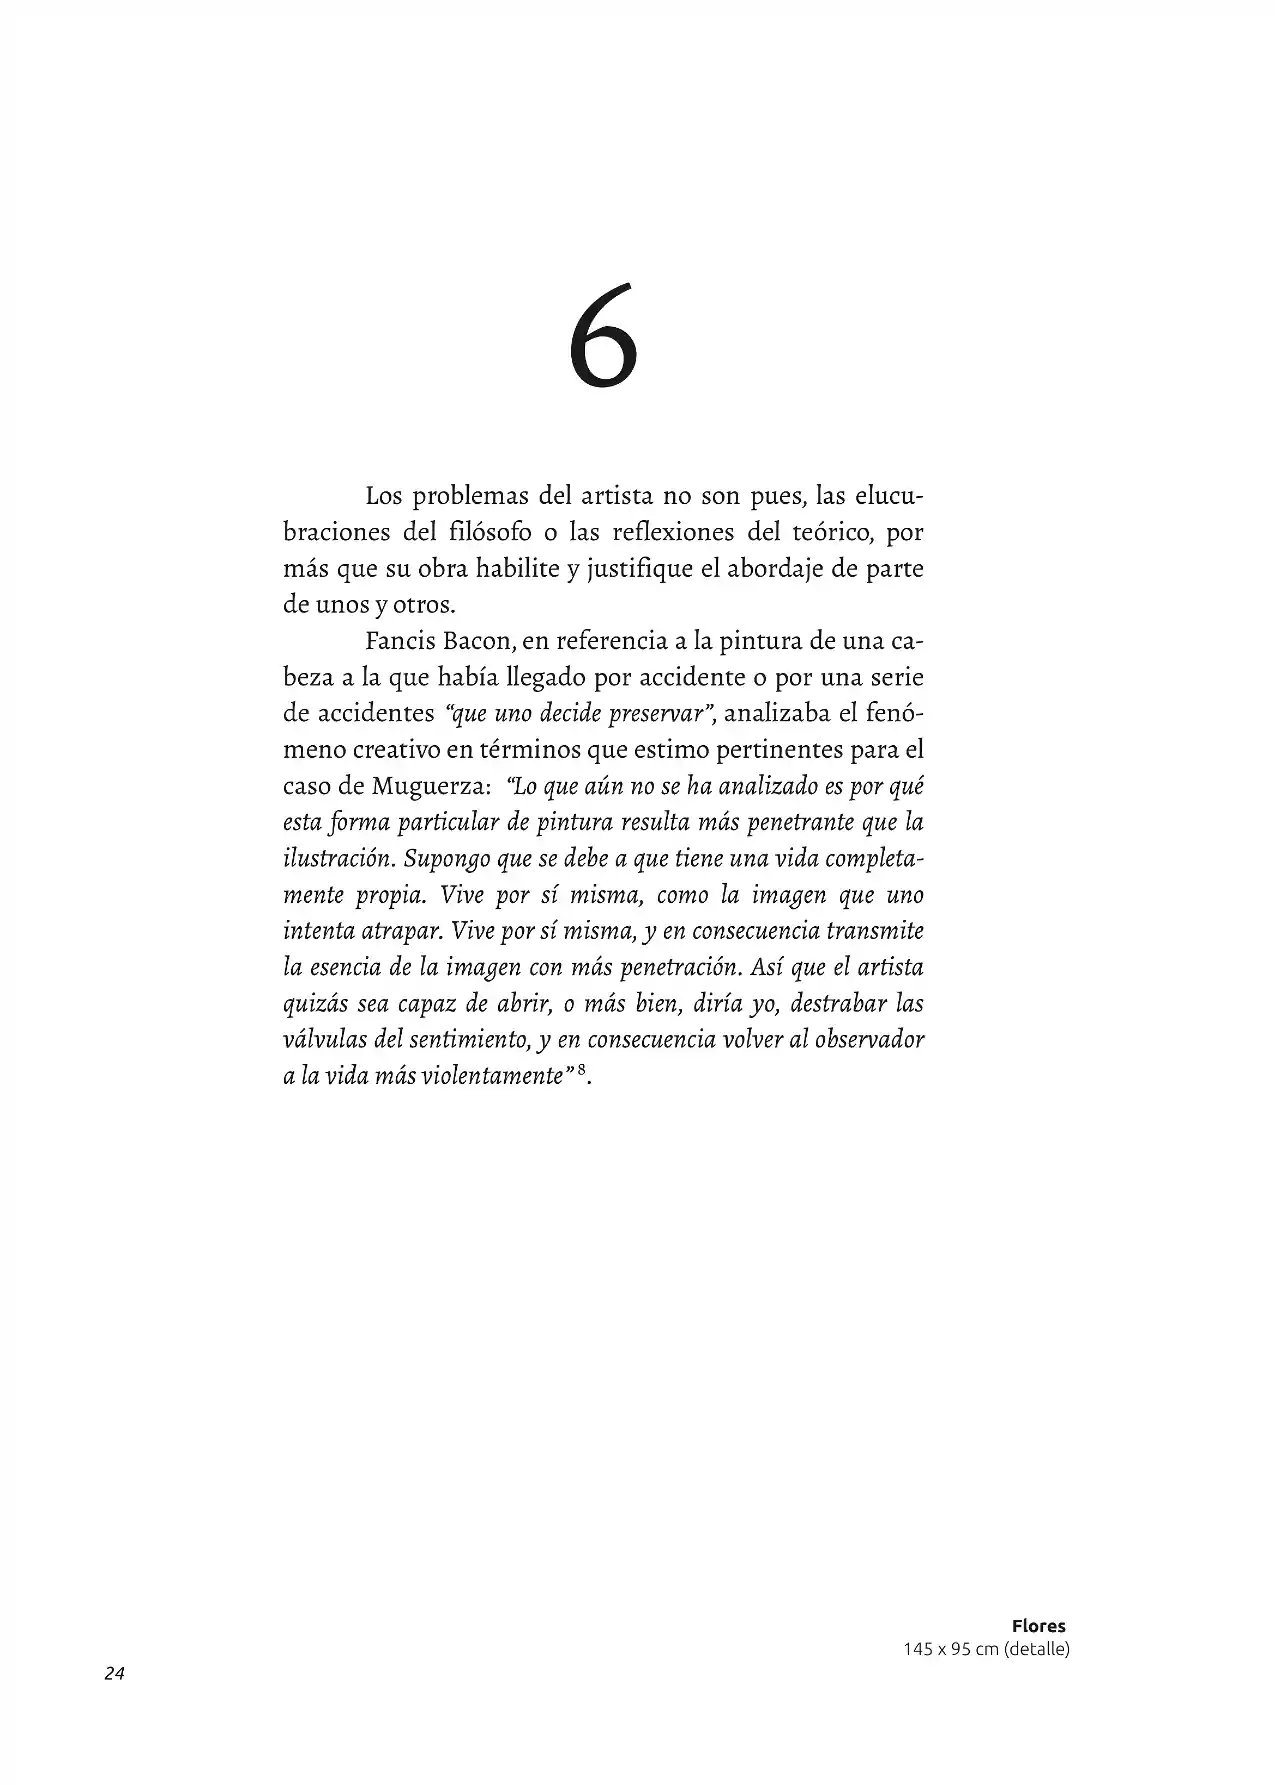 6
Los problemas del artista no son pues, las elucu-
braciones del filósofo o las reflexiones del teórico, por
más que su obra habilite y justifique el abordaje de parte
de unos y otros.
Fancis Bacon, en referencia a la pintura de una ca-
beza a la que había llegado por accidente o por una serie
de accidentes “que uno decide preservar”, analizaba el fenó-
meno creativo en términos que estimo pertinentes para el
caso de Muguerza: “Lo que aún no se ha analizado es por qué
esta forma particular de pintura resulta más penetrante que la
ilustración. Supongo que se debe a que tiene una vida completa-
mente propia. Vive por sí misma, como la imagen que uno
intenta atrapar. Vive por sí misma, y en consecuencia transmite
la esencia de la imagen con más penetración. Así que el artista
quizás sea capaz de abrir, o más bien, diría yo, destrabar las
válvulas del sentimiento, y en consecuencia volver al observador
a la vida más violentamente” ⁸.
Flores
145 x 95 cm (detalle)
24